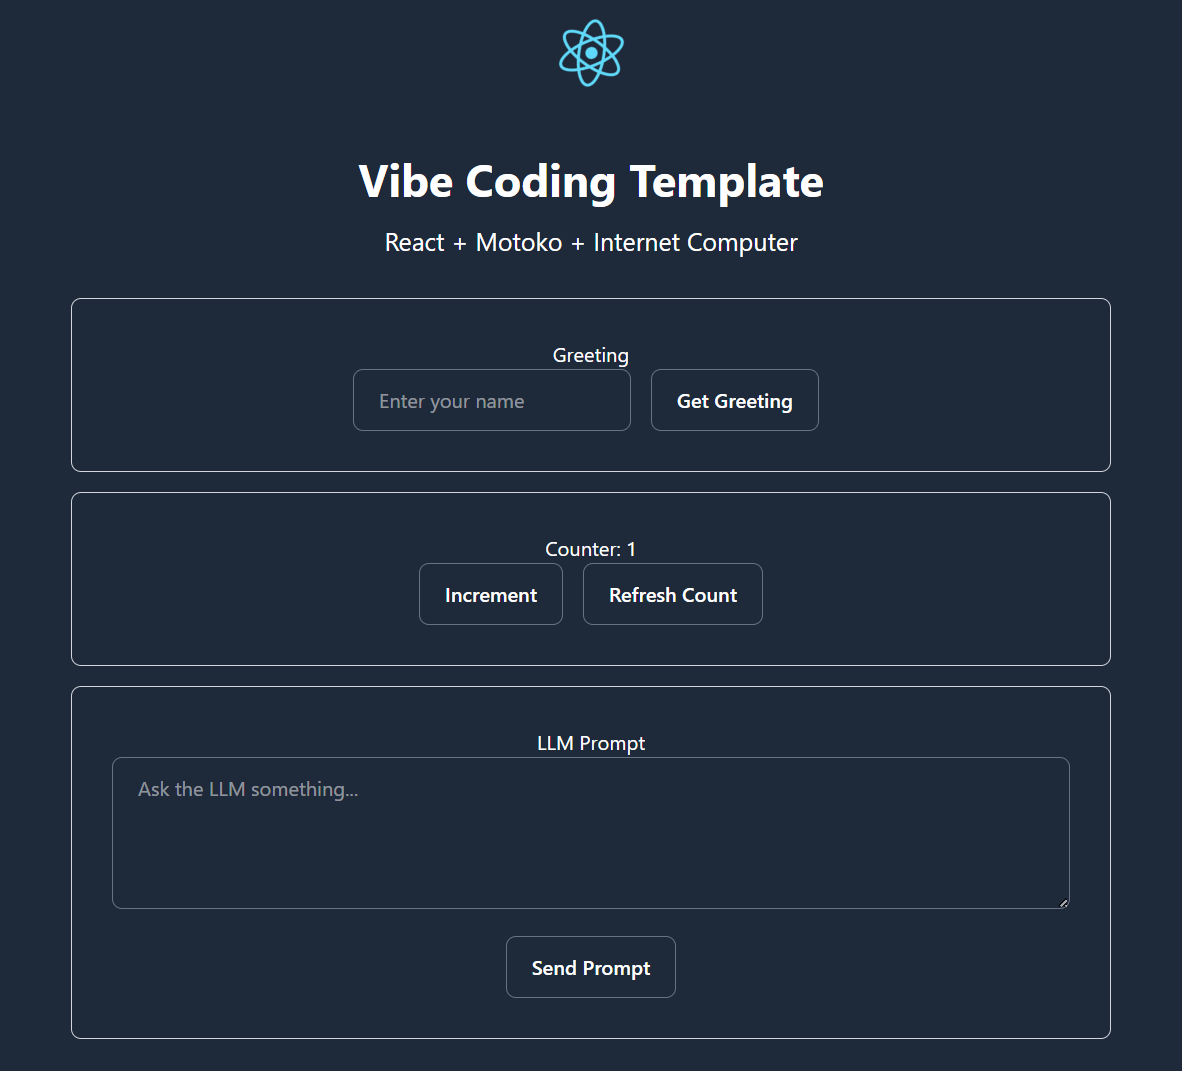 Vibe Coding Template
React + Motoko + Internet Computer
Greeting
Enter your name
Get Greeting
Counter: 1
Increment
Refresh Count
LLM Prompt
Ask the LLM something...
Send Prompt